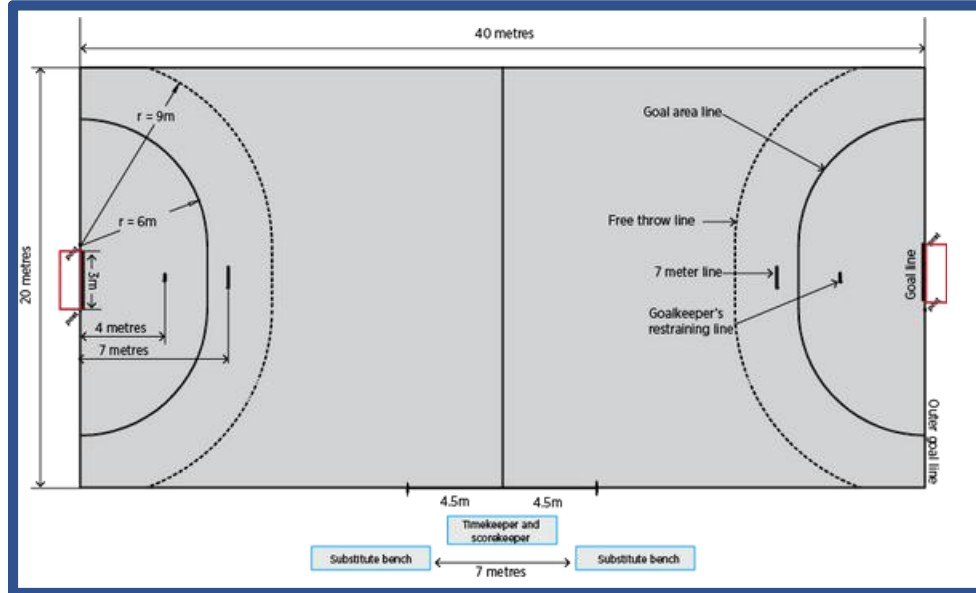 40 metres
20 metres
r = 9m
r = 6m
3m
4 metres
7 metres
Goal area line
Free throw line
7 meter line
Goalkeeper's
restraining line
Goal line
Outer goal line
4.5m
4.5m
Timekeeper and
scorekeeper
Substitute bench
Substitute bench
7 metres